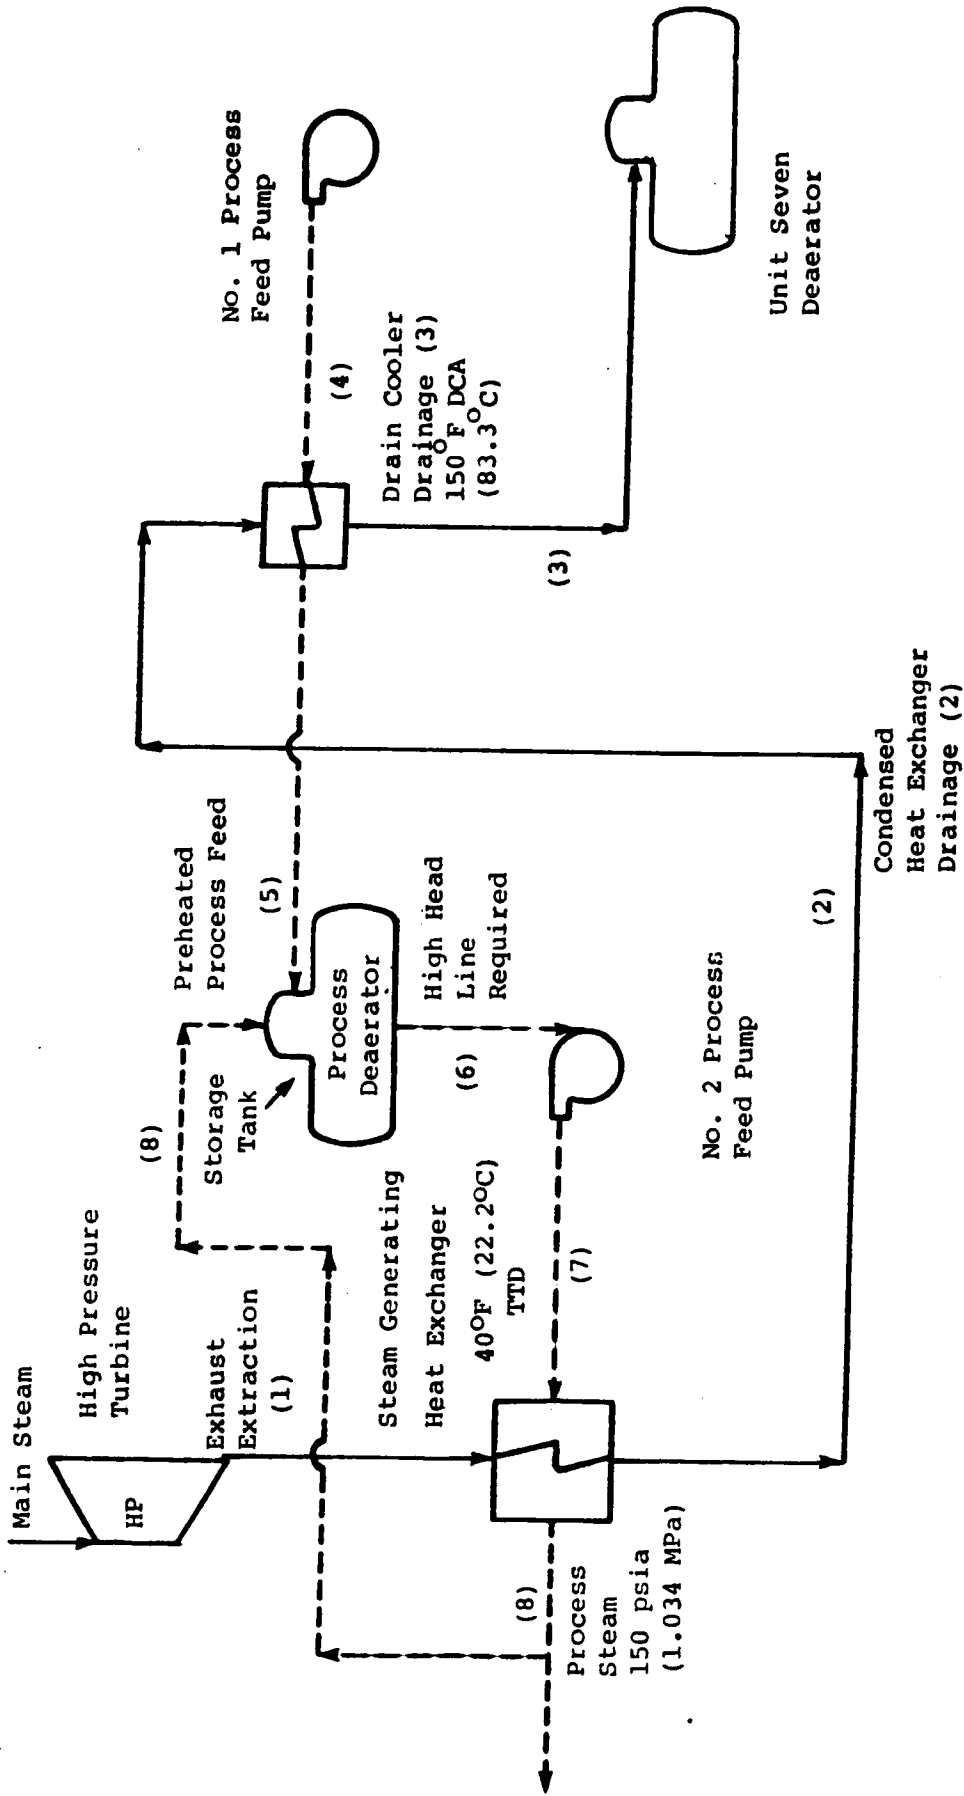 Main Steam
HP
High Pressure
Turbine
Exhaust
Extraction
(1)
(8)
Storage
Tank
Preheated
Process Feed
(5)
Process
Deaerator
High Head
Line
Required
(6)
Steam Generating
Heat Exchanger
40°F (22.2°C)
TTD
(7)
(8)
Process
Steam
150 psia
(1.034 MPa)
No. 2 Process
Feed Pump
(2)
Condensed
Heat Exchanger
Drainage (2)
No. 1 Process
Feed Pump
(4)
Drain Cooler
Drainage (3)
150°F DCA
(83.3°C)
(3)
Unit Seven
Deaerator